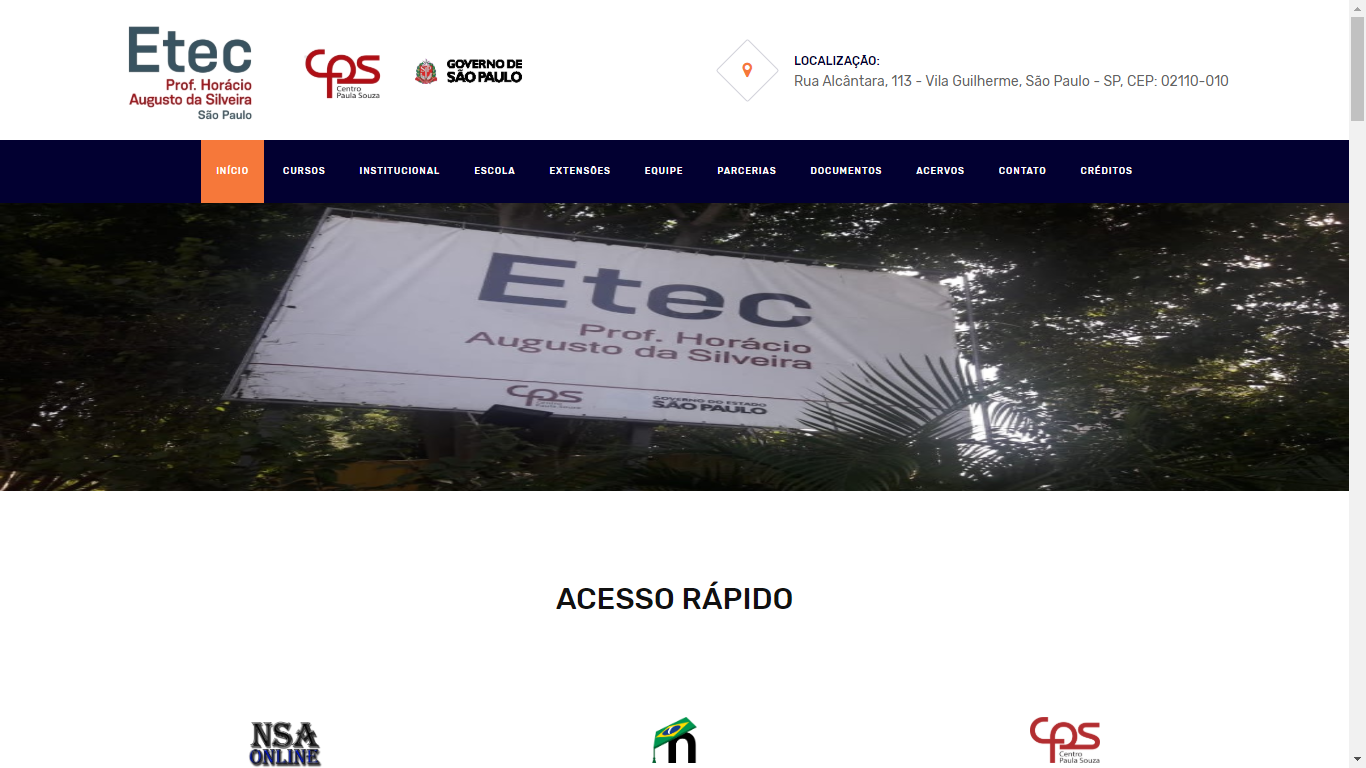 Etec
Prof. Horácio
Augusto da Silveira
São Paulo
CPS
Centro
Paula Souza
GOVERNO DE
SÃO PAULO
LOCALIZAÇÃO:
Rua Alcântara, 113 - Vila Guilherme, São Paulo - SP, CEP: 02110-010
INÍCIO CURSOS INSTITUCIONAL ESCOLA EXTENSÕES EQUIPE PARCERIAS DOCUMENTOS ACERVOS CONTATO CRÉDITOS
Etec
Prof. Horácio
Augusto da Silveira
CPS
Centro
Paula Souza
GOVERNO DO ESTADO
SÃO PAULO
ACESSO RÁPIDO
NSA
ONLINE
n
CPS
Centro
Paula Souza